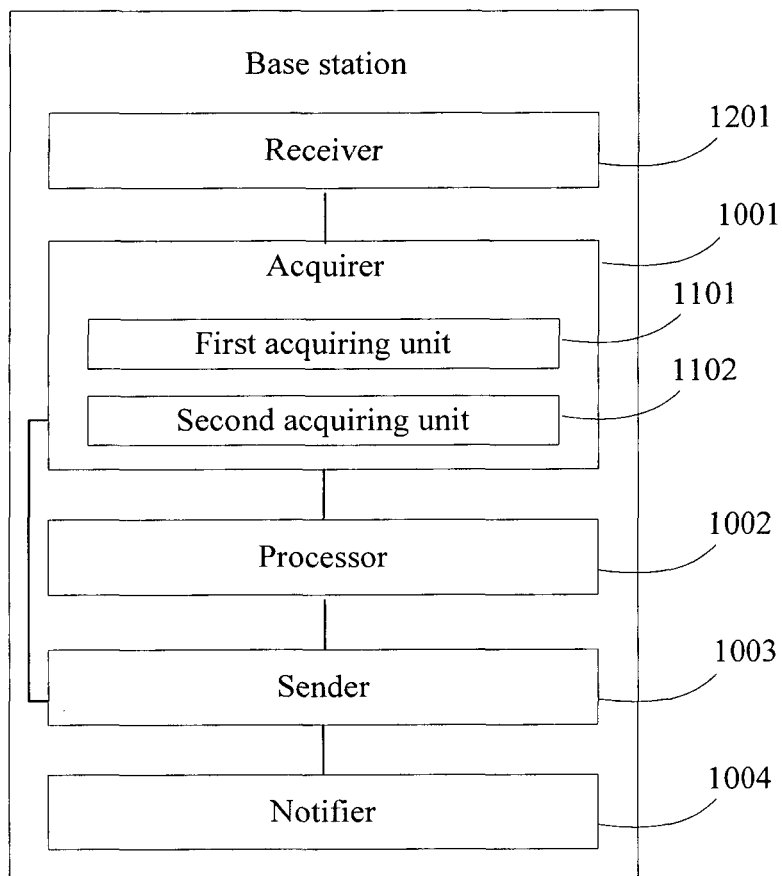 Base station
Receiver
1201
Acquirer
1001
First acquiring unit
1101
Second acquiring unit
1102
Processor
1002
Sender
1003
Notifier
1004